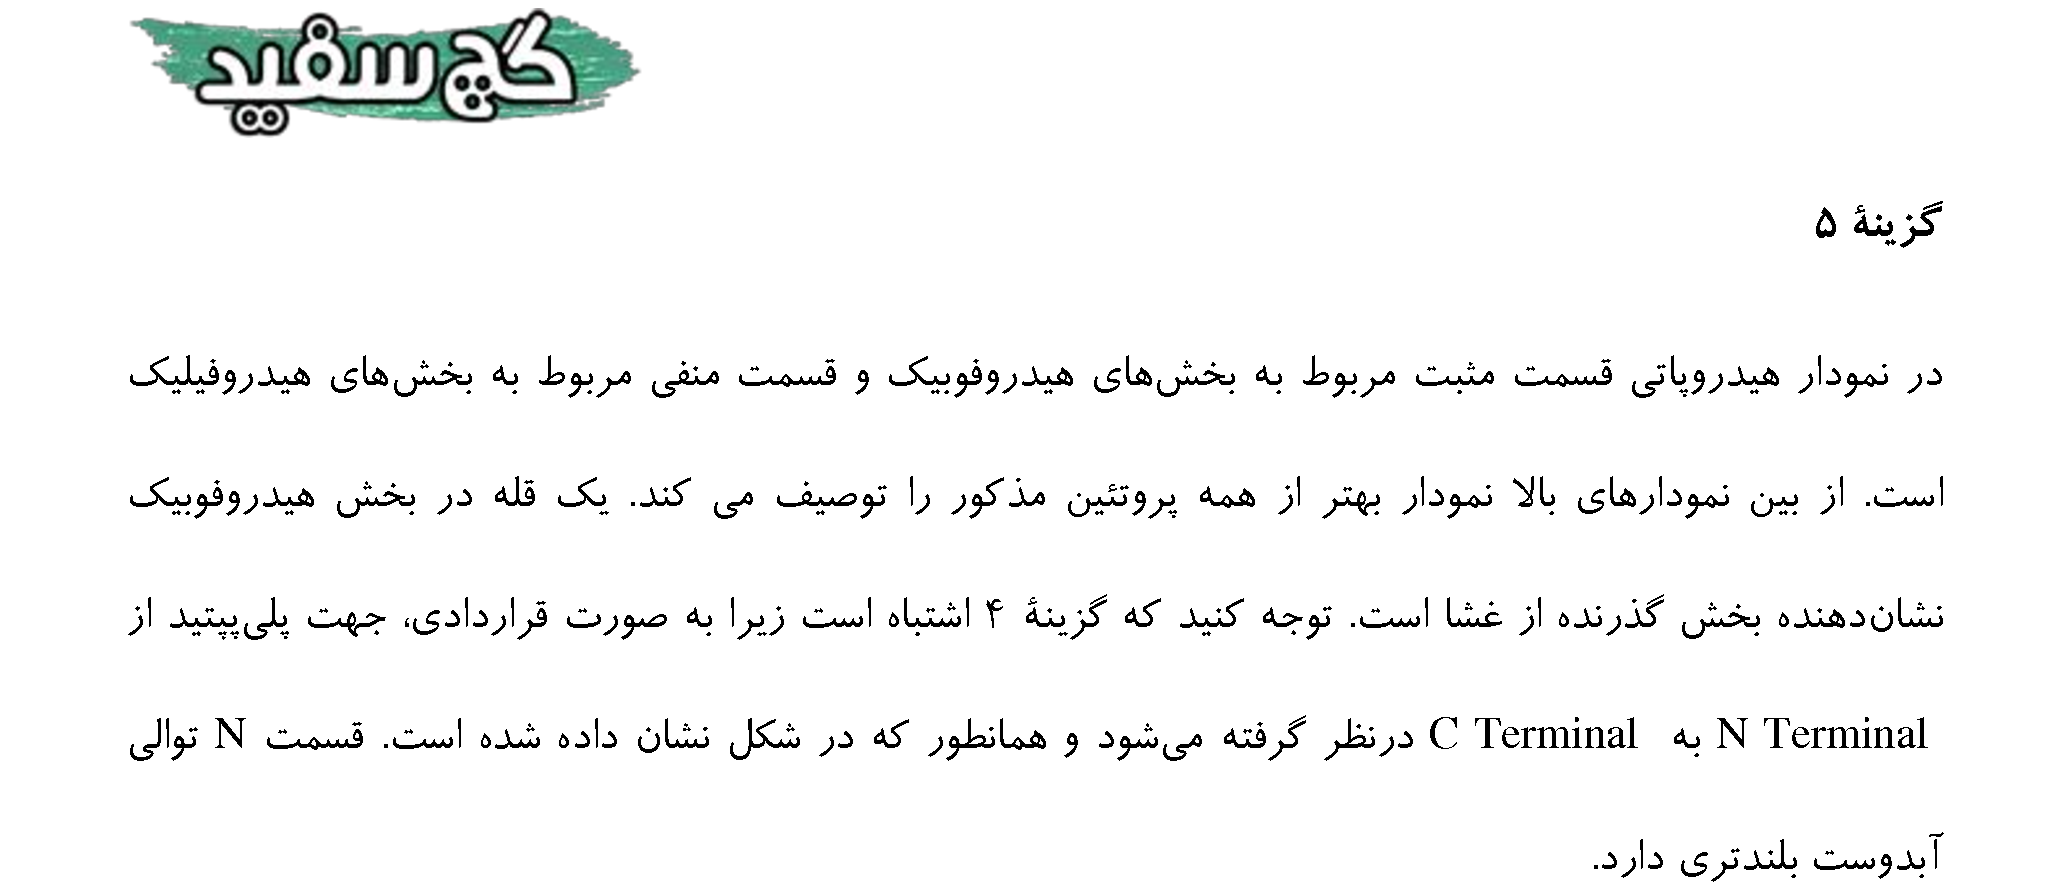 گچ سفید
گزینهٔ ۵
در نمودار هیدروپاتی قسمت مثبت مربوط به بخش‌های هیدروفوبیک و قسمت منفی مربوط به بخش‌های هیدروفیلیک
است. از بین نمودارهای بالا نمودار بهتر از همه پروتئین مذکور را توصیف می کند. یک قله در بخش هیدروفوبیک
نشان‌دهنده بخش گذرنده از غشا است. توجه کنید که گزینهٔ ۴ اشتباه است زیرا به صورت قراردادی، جهت پلی‌پپتید از
N Terminal به C Terminal درنظر گرفته می‌شود و همانطور که در شکل نشان داده شده است. قسمت N توالی
آبدوست بلندتری دارد.